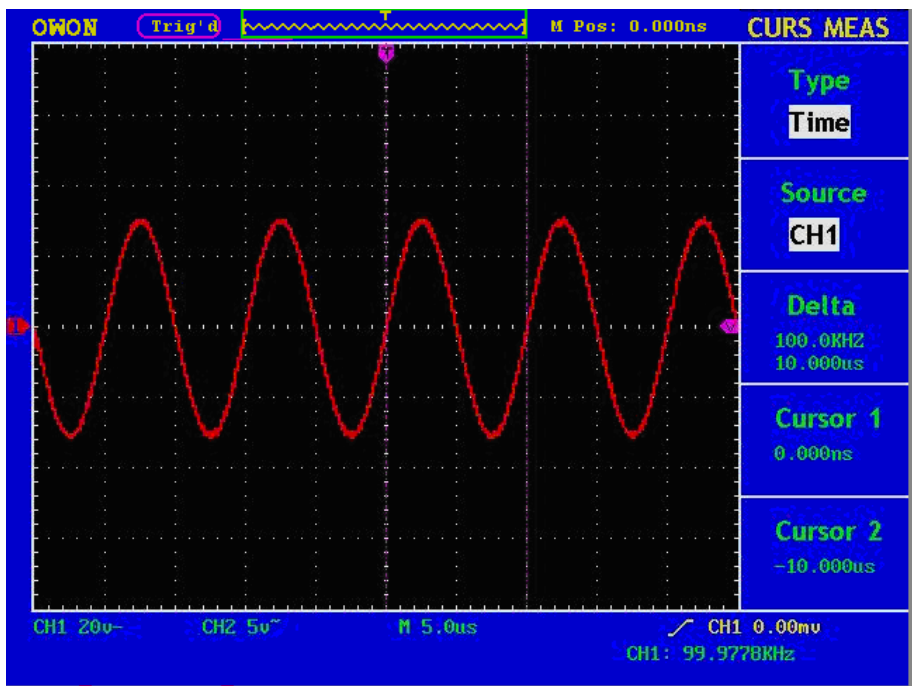 OWON Trig'd T M Pos: 0.000ns CURS MEAS
T
Type
Time
Source
CH1
1
Delta
100.0KHZ
10.000us
Cursor 1
0.000ns
Cursor 2
-10.000us
CH1 20v- CH2 5v~ M 5.0us CH1 0.00mv
CH1: 99.9778KHz